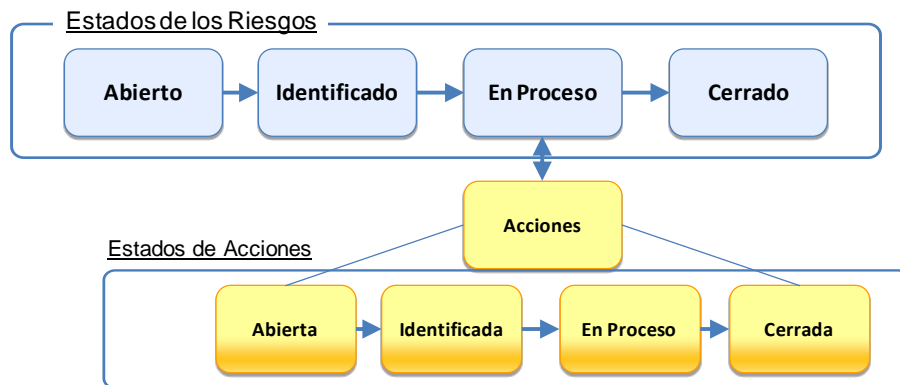 Estados de los Riesgos
Abierto
Identificado
En Proceso
Cerrado
Acciones
Estados de Acciones
Abierta
Identificada
En Proceso
Cerrada